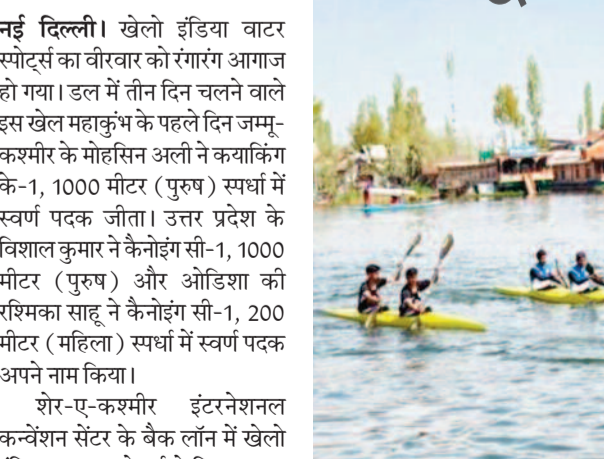 नई दिल्ली। खेलो इंडिया वाटर
स्पोर्ट्स का वीरवार को रंगारंग आगाज
हो गया। डल में तीन दिन चलने वाले
इस खेल महाकुंभ के पहले दिन जम्मू-
कश्मीर के मोहसिन अली ने कयाकिंग
के-1, 1000 मीटर (पुरुष) स्पर्धा में
स्वर्ण पदक जीता। उत्तर प्रदेश के
विशाल कुमार ने कैनोइंग सी-1, 1000
मीटर (पुरुष) और ओडिशा की
रश्मिका साहू ने कैनोइंग सी-1, 200
मीटर (महिला) स्पर्धा में स्वर्ण पदक
अपने नाम किया।
शेर-ए-कश्मीर इंटरनेशनल
कन्वेंशन सेंटर के बैक लॉन में खेलो